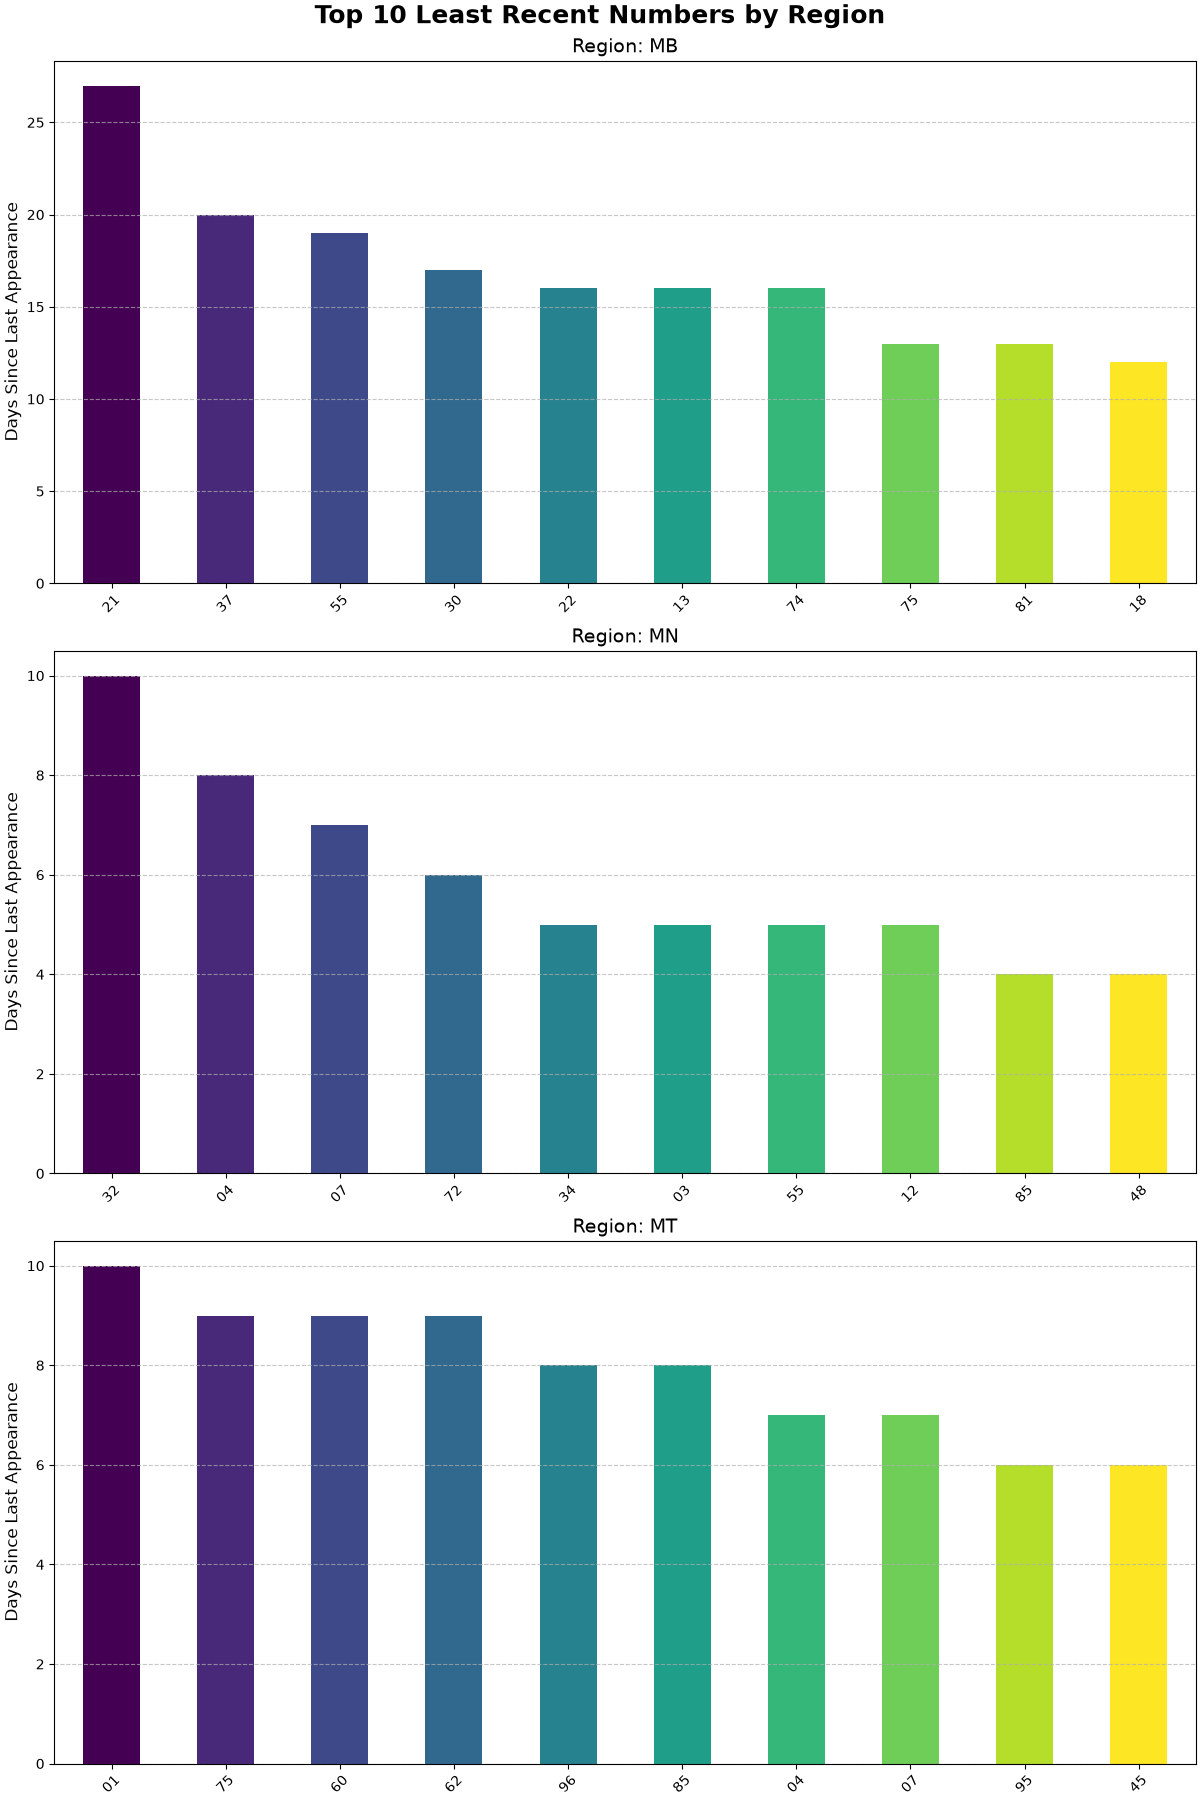 Top 10 Least Recent Numbers by Region
Region: MB
Days Since Last Appearance
25
20
15
10
5
0
21 37 55 30 22 13 74 75 81 18
Region: MN
Days Since Last Appearance
10
8
6
4
2
0
32 04 07 72 34 03 55 12 85 48
Region: MT
Days Since Last Appearance
10
8
6
4
2
0
01 75 60 62 96 85 04 07 95 45